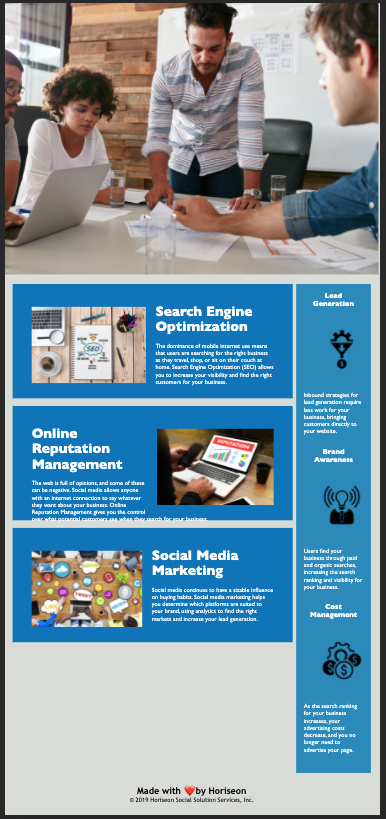 Search Engine
Optimization
The dominance of mobile internet use means
that users are searching for the right business
as they travel, shop, or sit on their couch at
home. Search Engine Optimization (SEO) allows
you to increase your visibility and find the right
customers for your business.
SEO
Online
Reputation
Management
The web is full of opinions, and some of these
can be negative. Social media allows anyone
with an internet connection to say whatever
they want about your business. Online
Reputation Management gives you the control
over what potential customers see when they search for your business.
REPUTATION
Social Media
Marketing
Social media continues to have a sizable influence
on buying habits. Social media marketing helps
you determine which platforms are suited to
your brand, using analytics to find the right
markets and increase your lead generation.
TWEET
Lead
Generation
Inbound strategies for
lead generation require
less work for your
business, bringing
customers directly to
your website.
Brand
Awareness
Users find your
business through paid
and organic searches,
increasing the search
ranking and visibility for
your business.
Cost
Management
As the search ranking
for your business
increases, your
advertising costs
decrease, and you no
longer need to
advertise your page.
Made with ❤️by Horiseon
© 2019 Horiseon Social Solution Services, Inc.